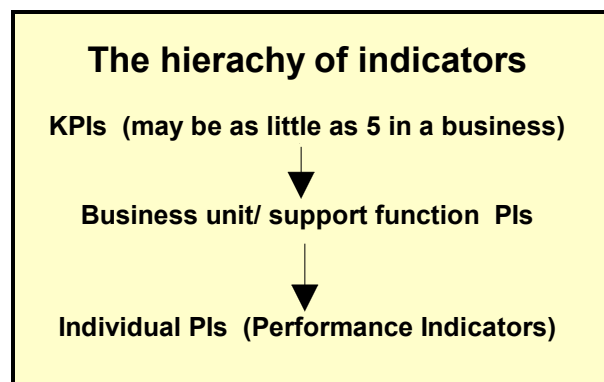 The hierachy of indicators
KPIs (may be as little as 5 in a business)
Business unit/ support function PIs
Individual PIs (Performance Indicators)